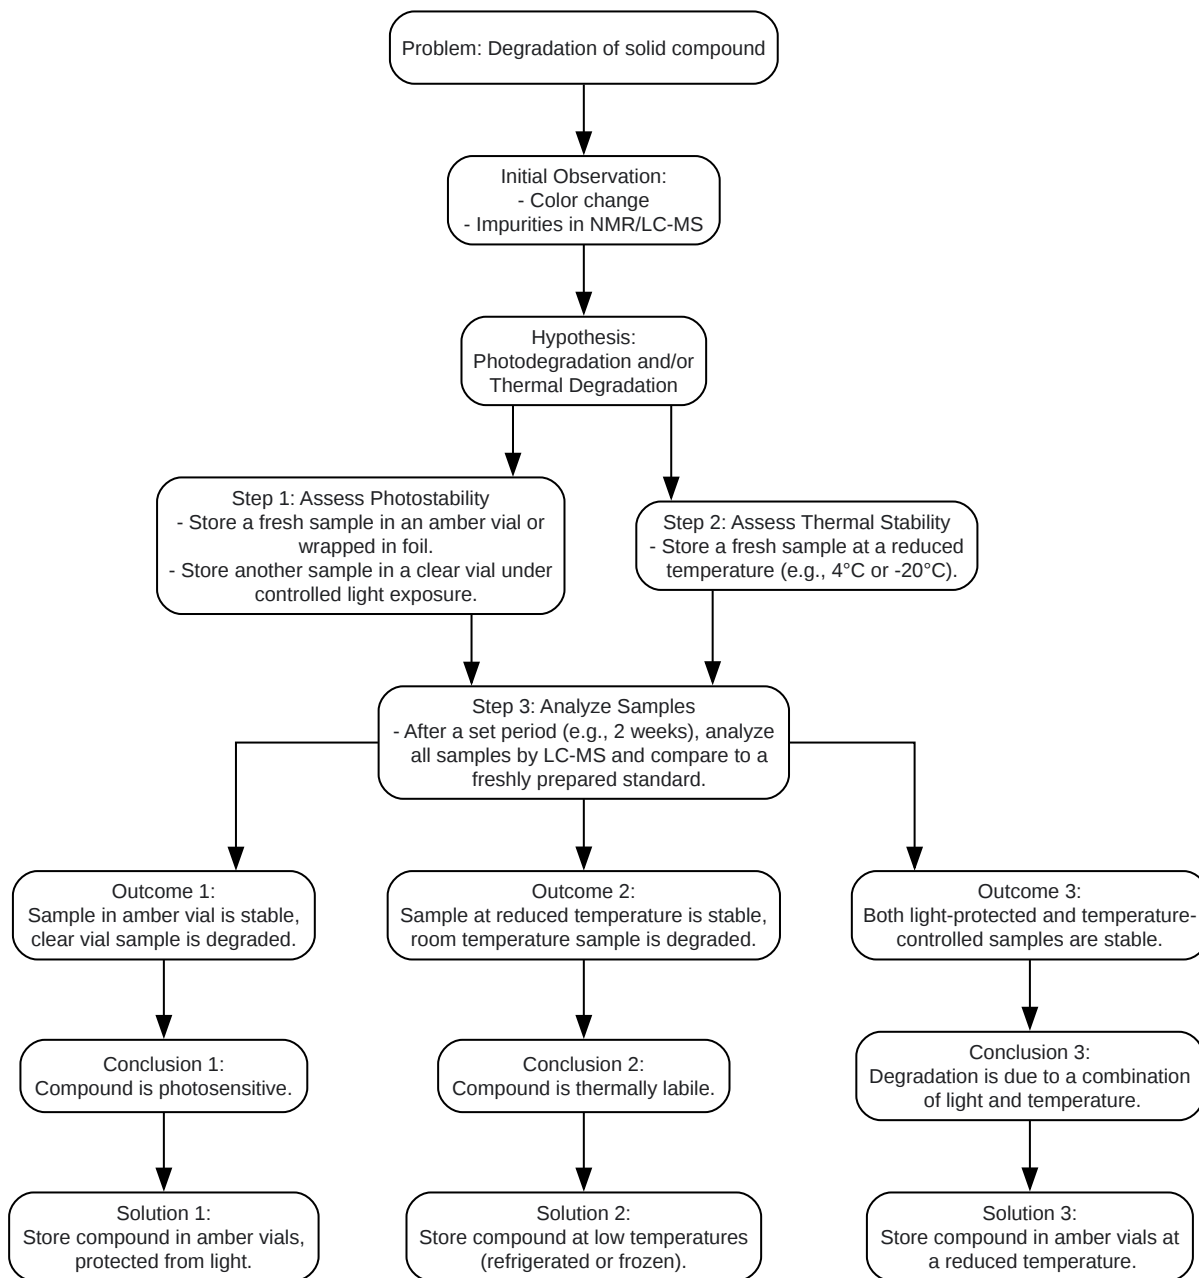 Problem: Degradation of solid compound
Initial Observation:
- Color change
- Impurities in NMR/LC-MS
Hypothesis:
Photodegradation and/or
Thermal Degradation
Step 1: Assess Photostability
- Store a fresh sample in an amber vial or
wrapped in foil.
- Store another sample in a clear vial under
controlled light exposure.
Step 2: Assess Thermal Stability
- Store a fresh sample at a reduced
temperature (e.g., 4°C or -20°C).
Step 3: Analyze Samples
- After a set period (e.g., 2 weeks), analyze
all samples by LC-MS and compare to a
freshly prepared standard.
Outcome 1:
Sample in amber vial is stable,
clear vial sample is degraded.
Outcome 2:
Sample at reduced temperature is stable,
room temperature sample is degraded.
Outcome 3:
Both light-protected and temperature-
controlled samples are stable.
Conclusion 1:
Compound is photosensitive.
Conclusion 2:
Compound is thermally labile.
Conclusion 3:
Degradation is due to a combination
of light and temperature.
Solution 1:
Store compound in amber vials,
protected from light.
Solution 2:
Store compound at low temperatures
(refrigerated or frozen).
Solution 3:
Store compound in amber vials at
a reduced temperature.